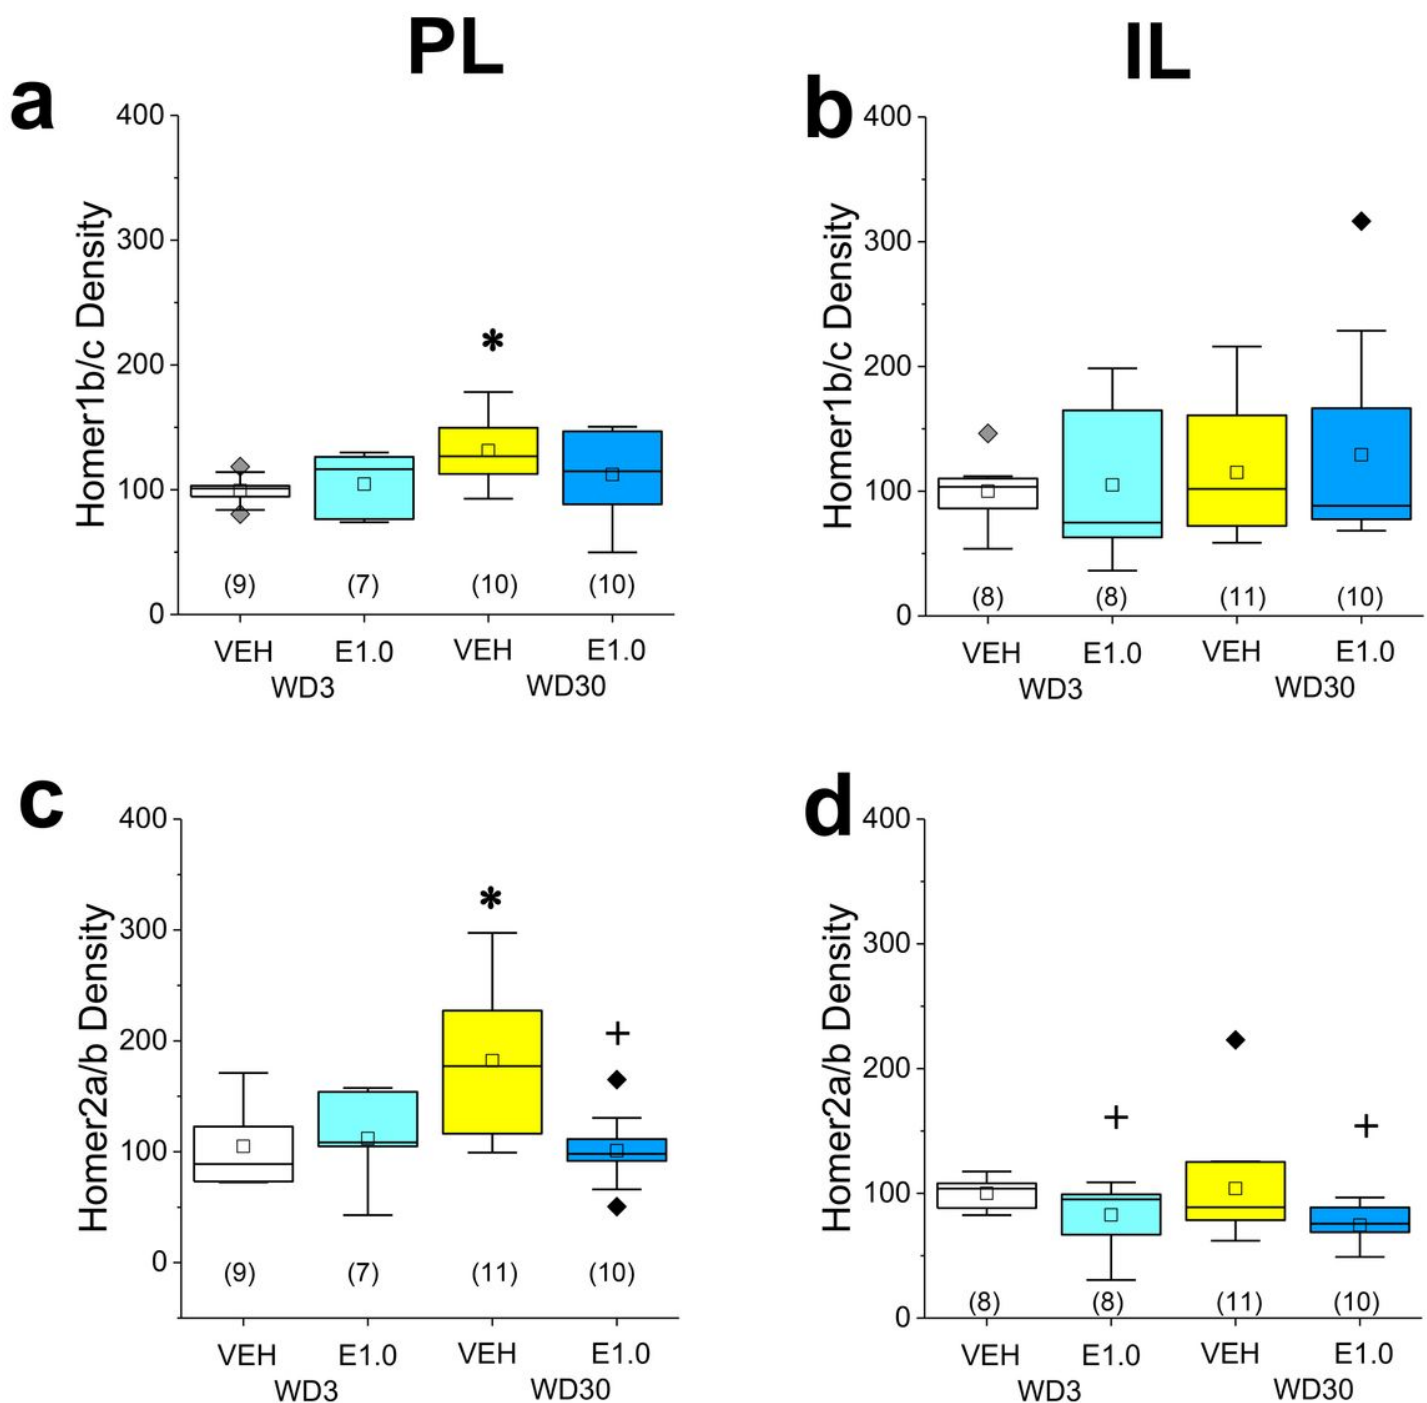 PL
IL
a
400
300
200
100
0
Homer1b/c Density
*
(9) (7) (10) (10)
VEH E1.0 VEH E1.0
WD3 WD30
b
400
300
200
100
0
Homer1b/c Density
(8) (8) (11) (10)
VEH E1.0 VEH E1.0
WD3 WD30
c
400
300
200
100
0
Homer2a/b Density
*
+
(9) (7) (11) (10)
VEH E1.0 VEH E1.0
WD3 WD30
d
400
300
200
100
0
Homer2a/b Density
+ +
(8) (8) (11) (10)
VEH E1.0 VEH E1.0
WD3 WD30